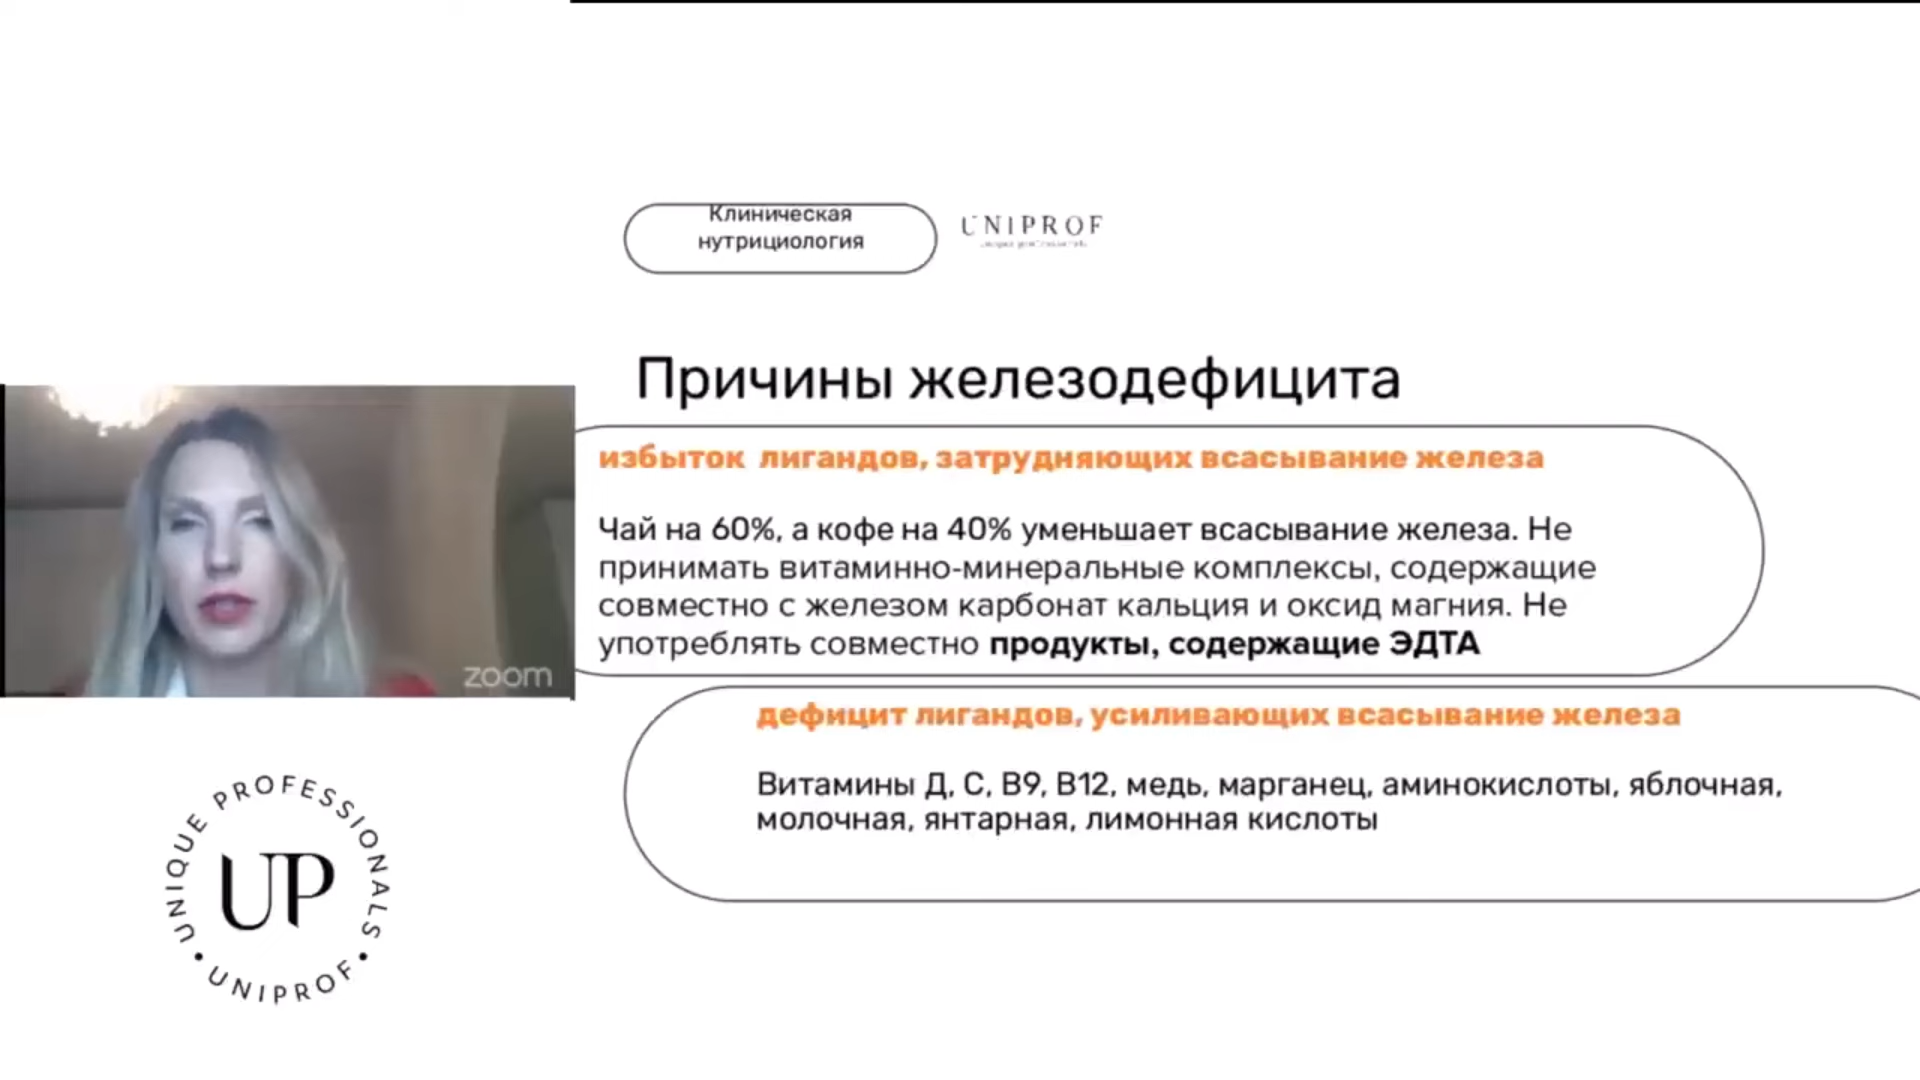 Клиническая
нутрициология
UNIPROF
Причины железодефицита
избыток лигандов, затрудняющих всасывание железа
Чай на 60%, а кофе на 40% уменьшает всасывание железа. Не
принимать витаминно-минеральные комплексы, содержащие
совместно с железом карбонат кальция и оксид магния. Не
употреблять совместно продукты, содержащие ЭДТА
zoom
дефицит лигандов, усиливающих всасывание железа
Витамины Д, С, В9, В12, медь, марганец, аминокислоты, яблочная,
молочная, янтарная, лимонная кислоты
UNIQUE PROFESSIONALS
UP
• UNIPROF •